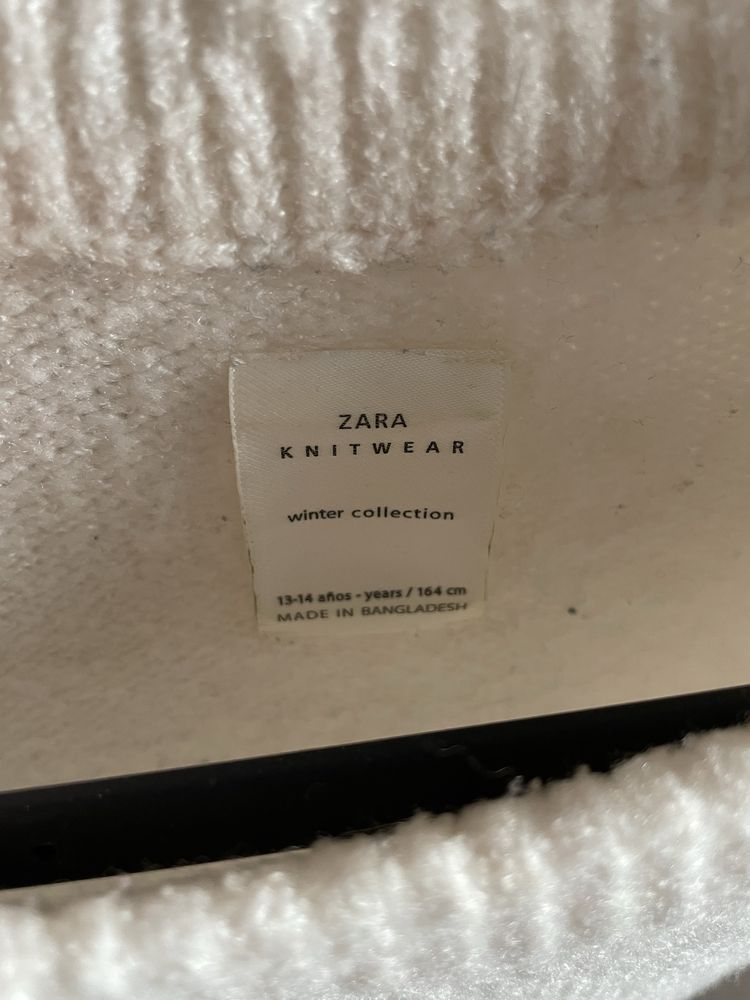 ZARA
KNITWEAR
winter collection
13-14 años - years / 164 cm
MADE IN BANGLADESH